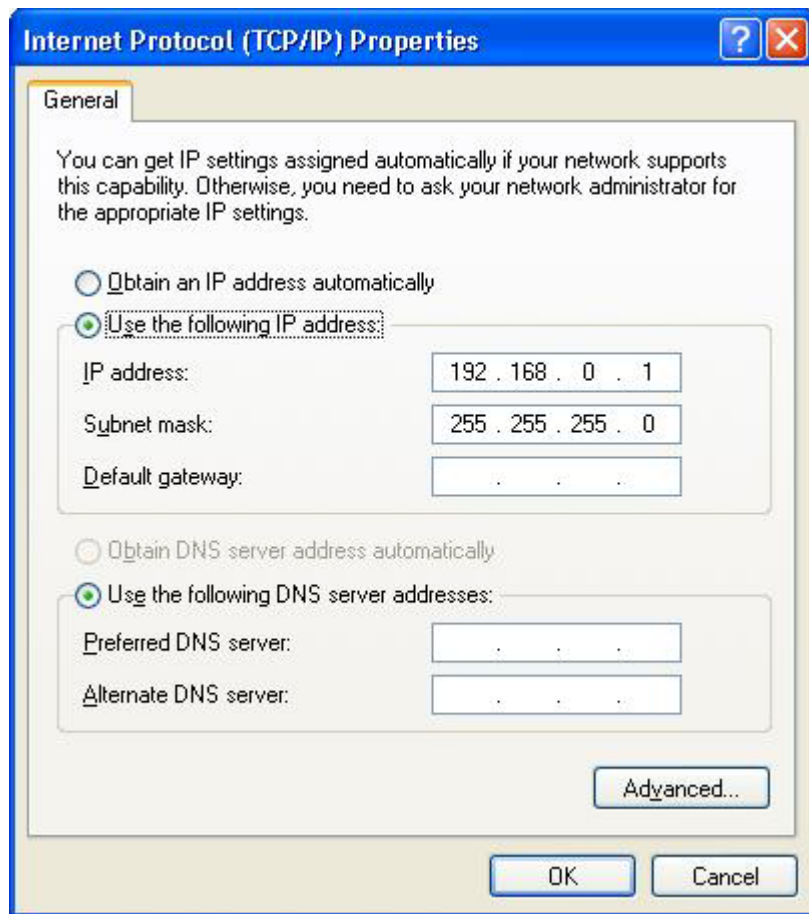 Internet Protocol (TCP/IP) Properties
General
You can get IP settings assigned automatically if your network supports
this capability. Otherwise, you need to ask your network administrator for
the appropriate IP settings.
Obtain an IP address automatically
Use the following IP address:
IP address: 192 . 168 . 0 . 1
Subnet mask: 255 . 255 . 255 . 0
Default gateway: . . .
Obtain DNS server address automatically
Use the following DNS server addresses:
Preferred DNS server: . . .
Alternate DNS server: . . .
Advanced...
OK Cancel